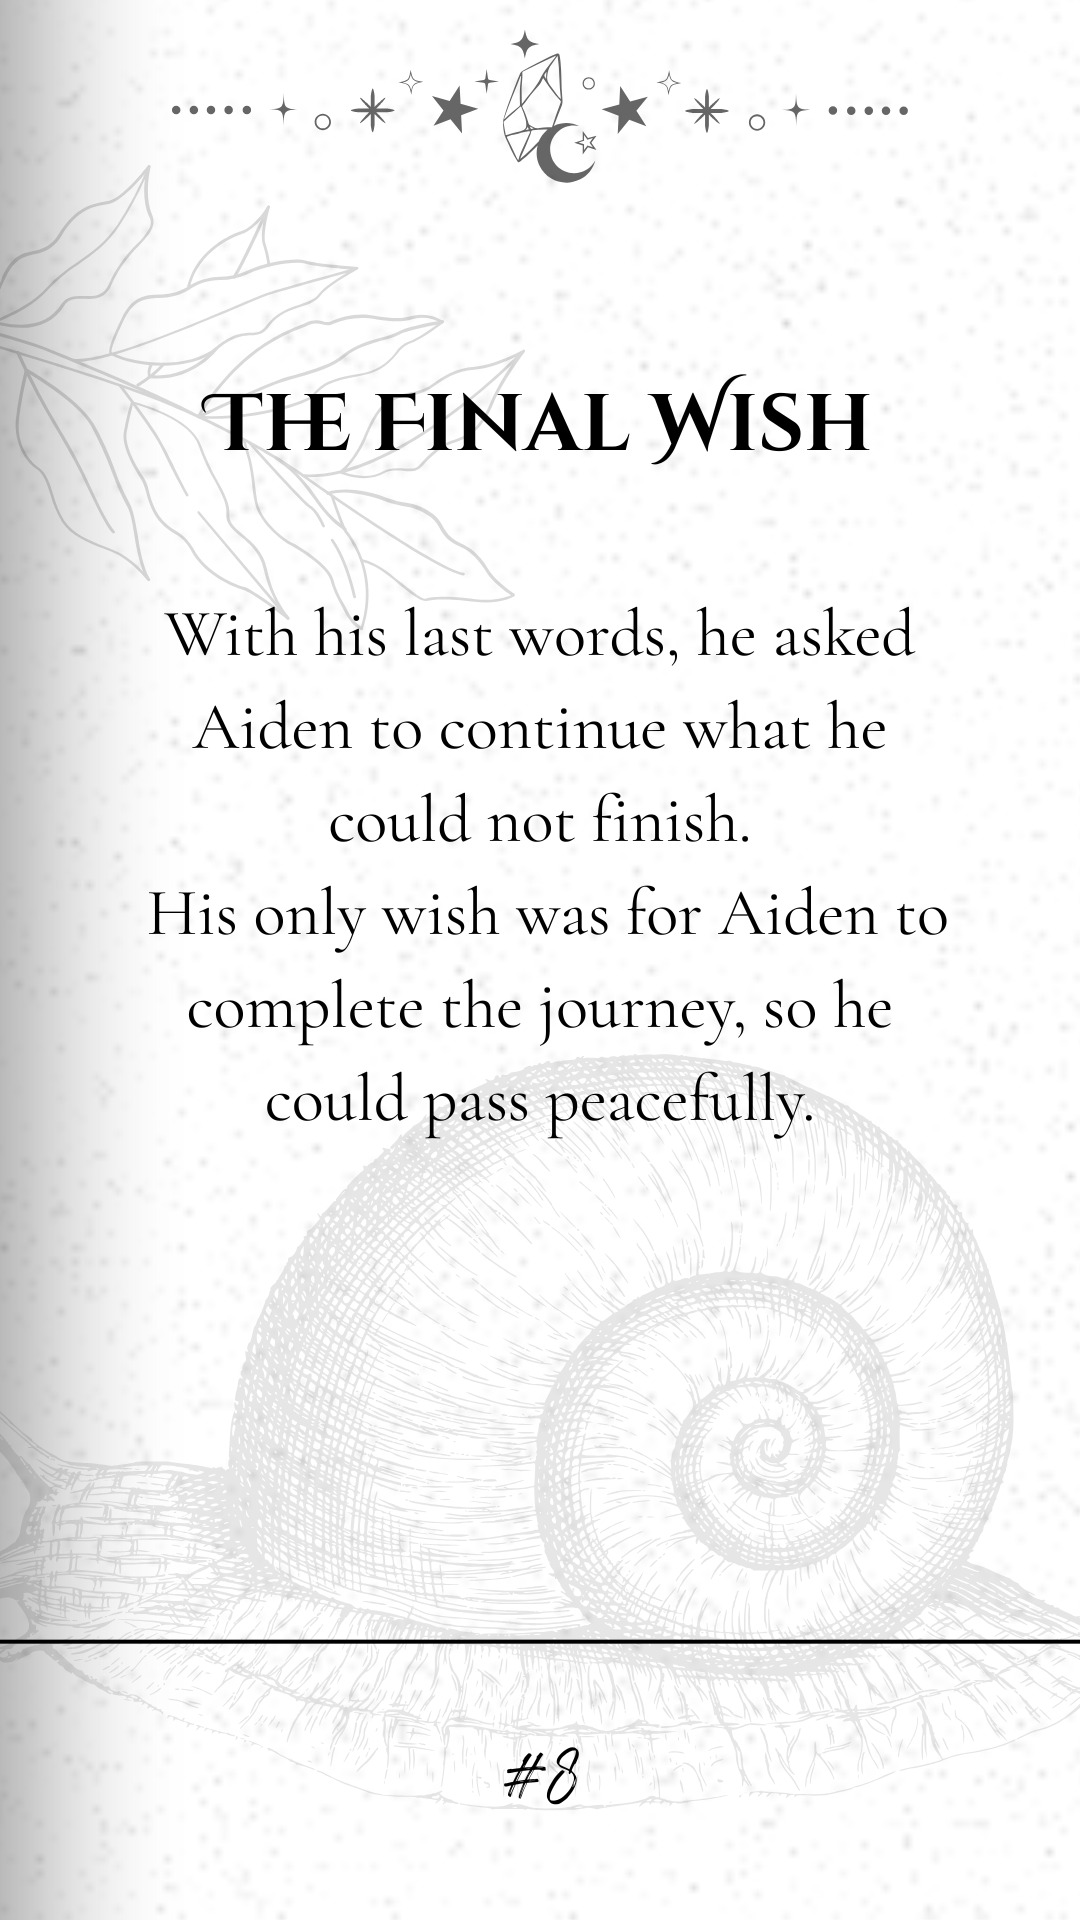 The Final Wish
With his last words, he asked
Aiden to continue what he
could not finish.
His only wish was for Aiden to
complete the journey, so he
could pass peacefully.
#8